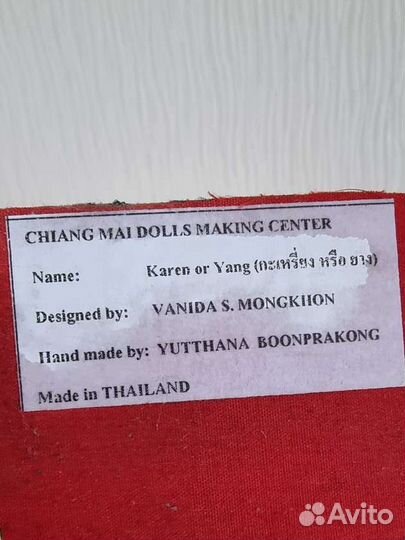 CHIANG MAI DOLLS MAKING CENTER
Name: Karen or Yang (กะเหรี่ยง หรือ ยาง)
Designed by: VANIDA S. MONGKHON
Hand made by: YUTTHANA BOONPRAKONG
Made in THAILAND
Avito